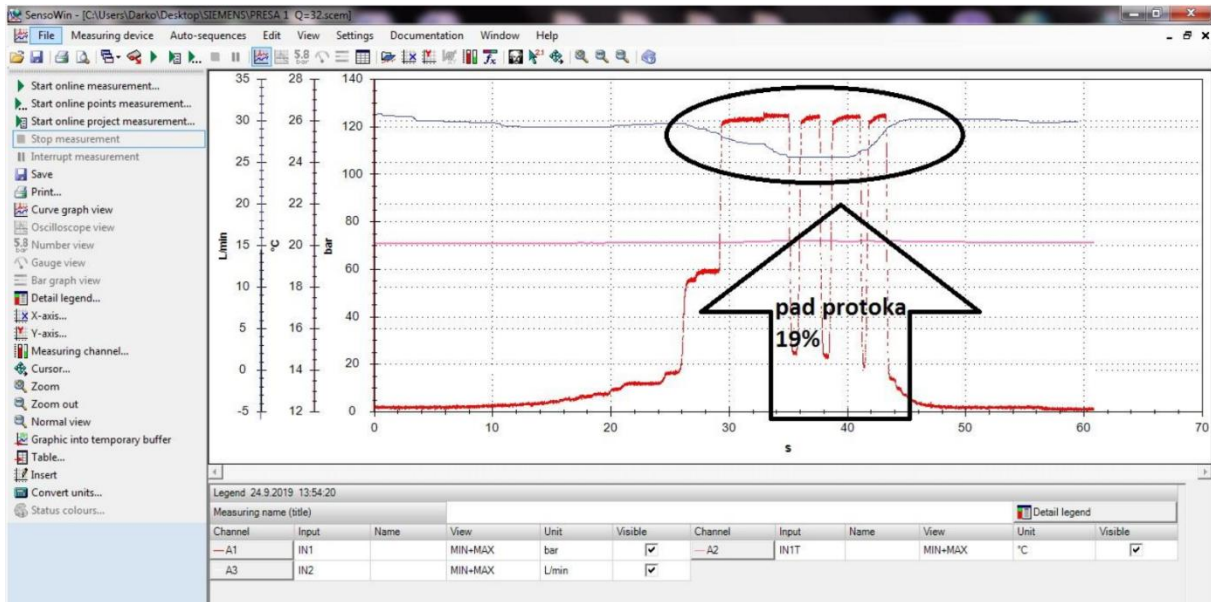 SensoWin - [C:\Users\Darko\Desktop\SIEMENS\PRESA 1 Q=32.scem]
File Measuring device Auto-sequences Edit View Settings Documentation Window Help
Start online measurement...
Start online points measurement...
Start online project measurement...
Stop measurement
Interrupt measurement
Save
Print...
Curve graph view
Oscilloscope view
5.8 Number view
Gauge view
Bar graph view
Detail legend...
X-axis...
Y-axis...
Measuring channel...
Cursor...
Zoom
Zoom out
Normal view
Graphic into temporary buffer
Table...
Insert
Convert units...
Status colours...
35 28 140
30 26 120
25 24 100
20 22 80
L/min °C bar
15 20 60
10 18 40
5 16
0 14 20
-5 12 0
0 10 20 30 40 50 60 70
s
pad protoka
19%
Legend 24.9.2019 13:54:20
Measuring name (title) Detail legend
Channel Input Name View Unit Visible Channel Input Name View Unit Visible
A1 IN1 MIN+MAX bar A2 IN1T MIN+MAX °C
A3 IN2 MIN+MAX L/min